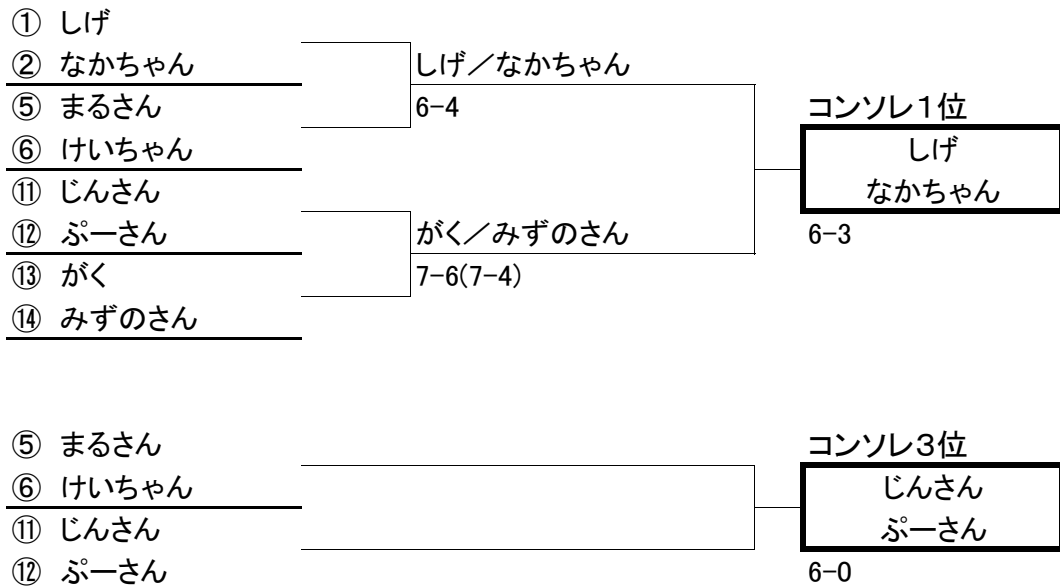 ① しげ
② なかちゃん しげ／なかちゃん
⑤ まるさん 6-4 コンソレ１位
⑥ けいちゃん しげ
⑪ じんさん なかちゃん
⑫ ぷーさん がく／みずのさん 6-3
⑬ がく 7-6(7-4)
⑭ みずのさん
⑤ まるさん コンソレ３位
⑥ けいちゃん じんさん
⑪ じんさん ぷーさん
⑫ ぷーさん 6-0